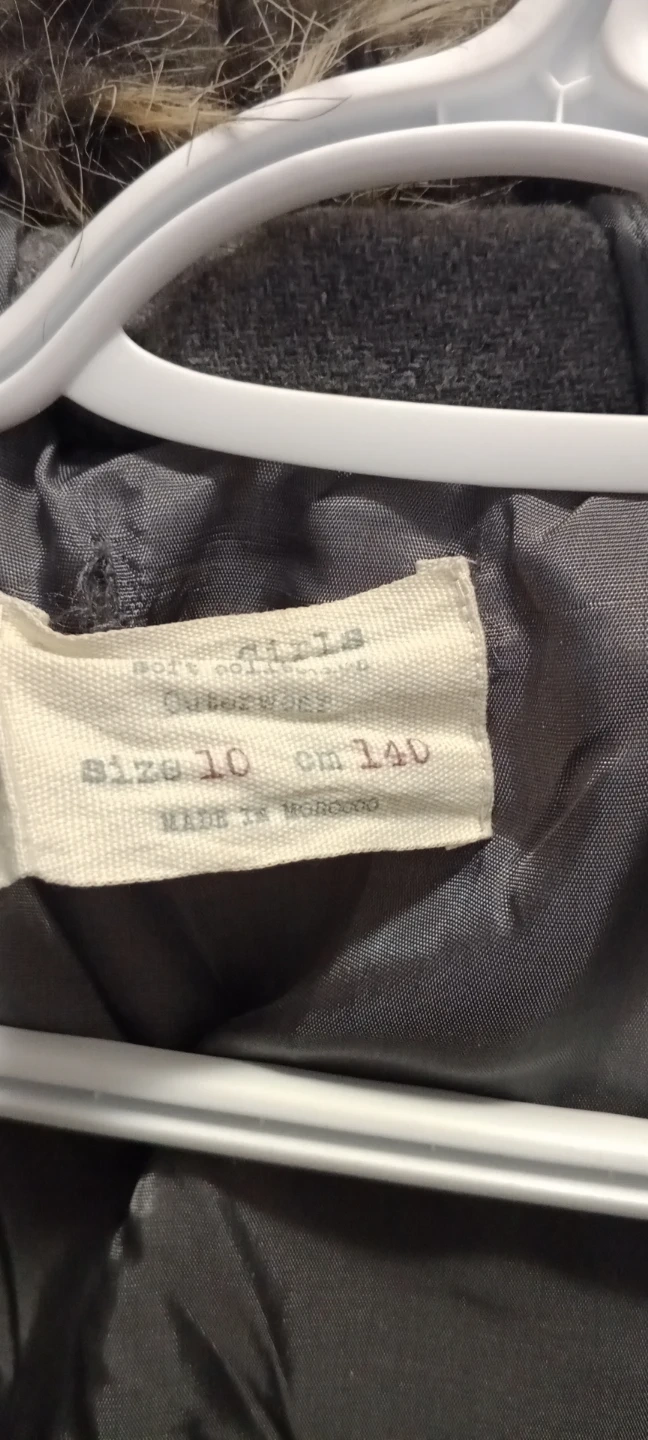 Girls
soft collection
Outerwear
size 10 cm 140
MADE IN MOROCCO